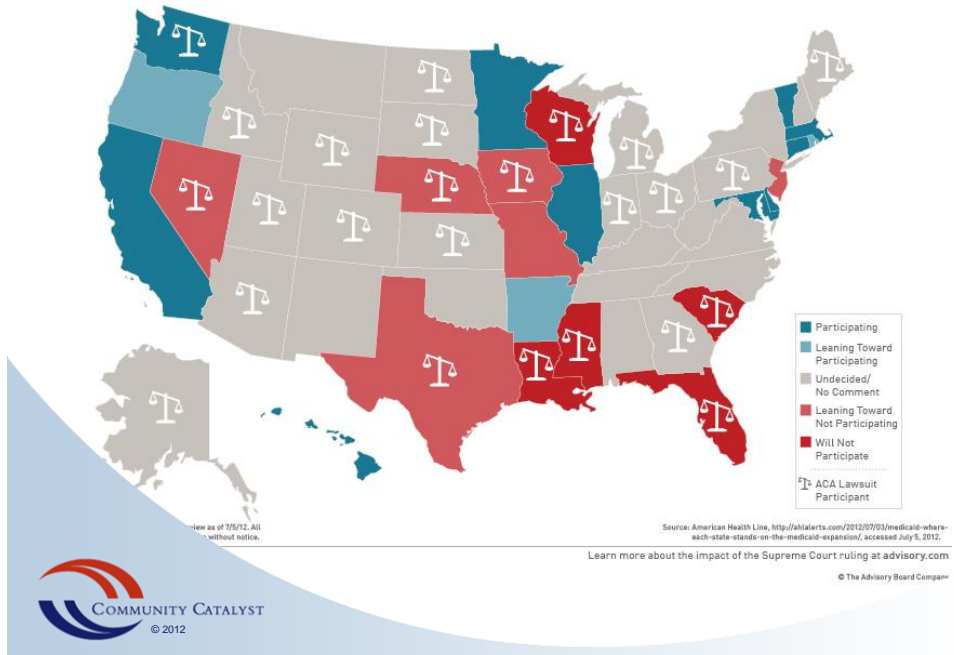 Participating
Leaning Toward
Participating
Undecided/
No Comment
Leaning Toward
Not Participating
Will Not
Participate
ACA Lawsuit
Participant
view as of 7/5/12. All
without notice.
Source: American Health Line, http://ahlalerts.com/2012/07/03/medicaid-where-
each-state-stands-on-the-medicaid-expansion/, accessed July 5, 2012.
Learn more about the impact of the Supreme Court ruling at advisory.com
© The Advisory Board Company
COMMUNITY CATALYST
© 2012